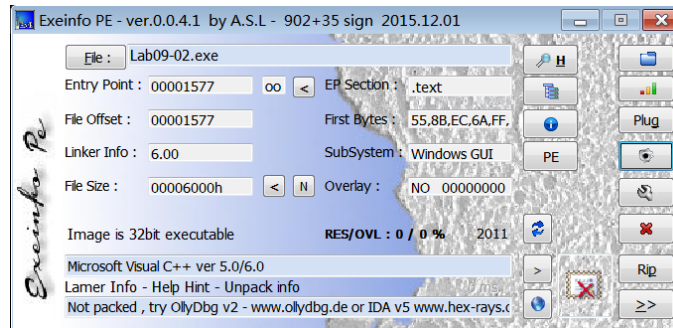 Exeinfo PE - ver.0.0.4.1 by A.S.L - 902+35 sign 2015.12.01
File : Lab09-02.exe H
Entry Point : 00001577 oo < EP Section : .text
File Offset : 00001577 First Bytes : 55,8B,EC,6A,FF, Plug
Linker Info : 6.00 SubSystem : Windows GUI PE
File Size : 00006000h < N Overlay : NO 00000000
Image is 32bit executable RES/OVL : 0 / 0 % 2011
Microsoft Visual C++ ver 5.0/6.0 > Rip
Lamer Info - Help Hint - Unpack info
Not packed , try OllyDbg v2 - www.ollydbg.de or IDA v5 www.hex-rays.c >>
Exeinfo Pe